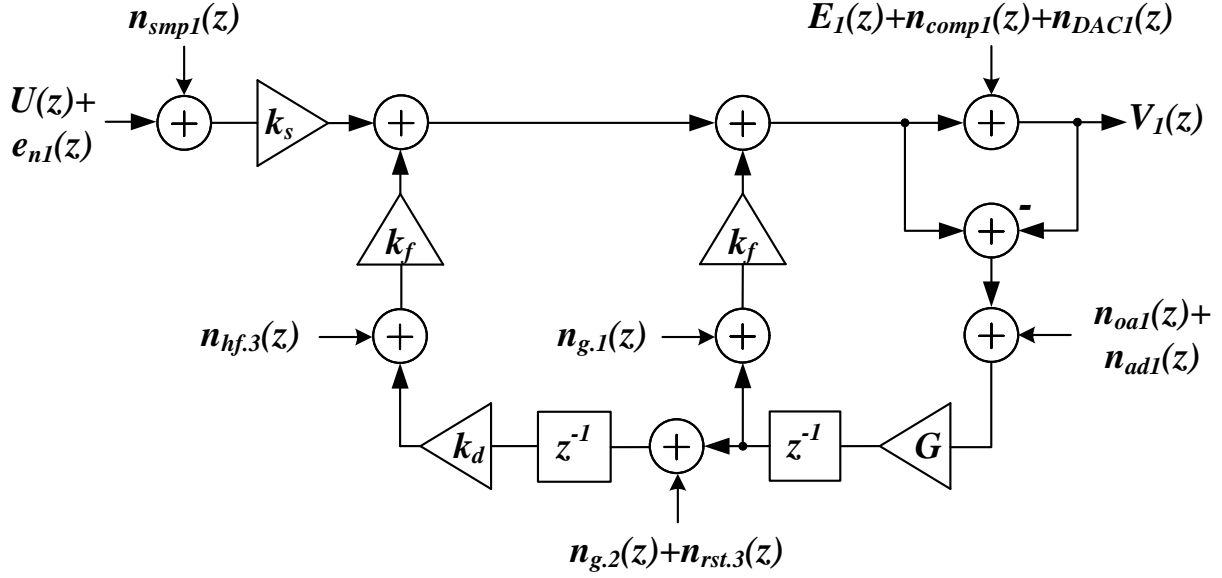 n_{smp1}(z)
E_1(z)+n_{comp1}(z)+n_{DAC1}(z)
U(z)+
e_{n1}(z)
+
k_s
+
+
+
V_1(z)
k_f
k_f
-
+
n_{hf.3}(z)
+
n_{g.1}(z)
+
+
n_{oa1}(z)+
n_{ad1}(z)
k_d
z^{-1}
+
z^{-1}
G
n_{g.2}(z)+n_{rst.3}(z)